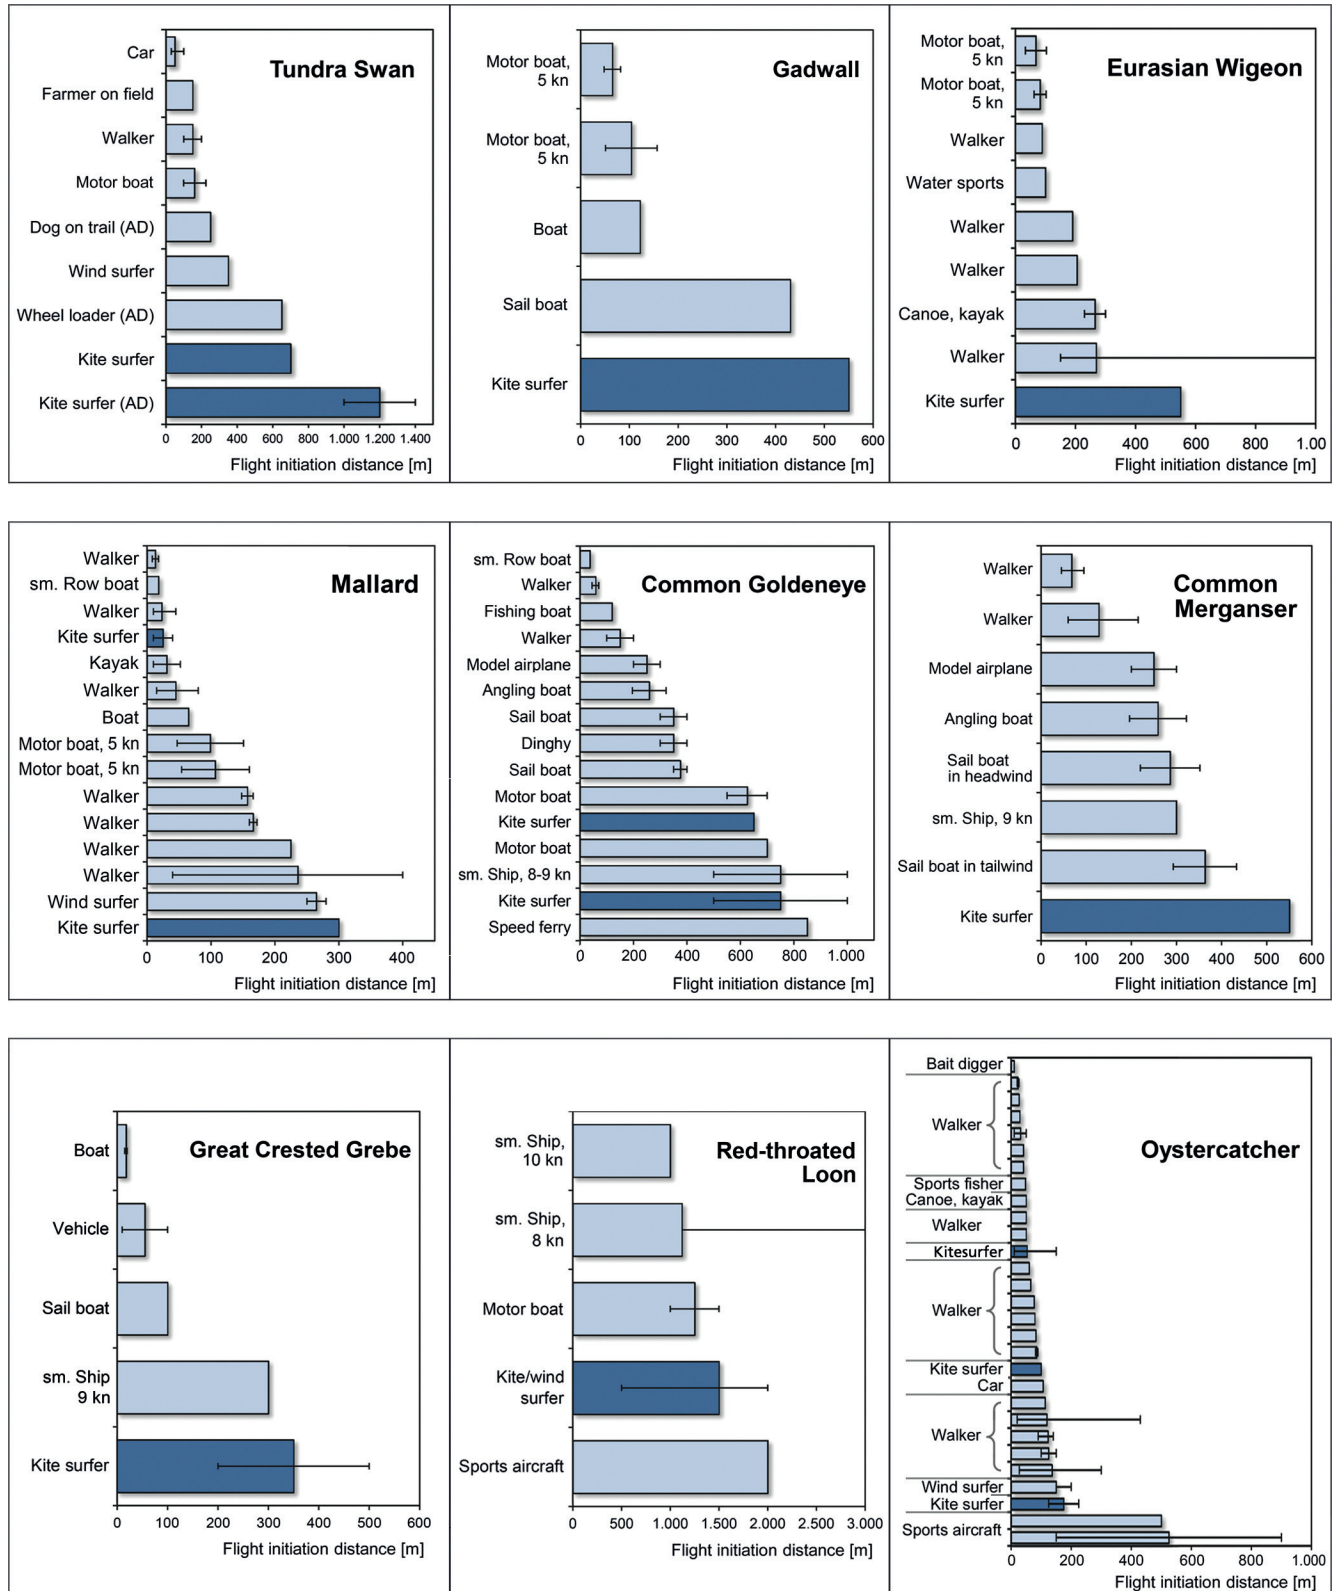 Tundra Swan
Car
Farmer on field
Walker
Motor boat
Dog on trail (AD)
Wind surfer
Wheel loader (AD)
Kite surfer
Kite surfer (AD)
0 200 400 600 800 1.000 1.200 1.400
Flight initiation distance [m]
Gadwall
Motor boat,
5 kn
Motor boat,
5 kn
Boat
Sail boat
Kite surfer
0 100 200 300 400 500 600
Flight initiation distance [m]
Eurasian Wigeon
Motor boat,
5 kn
Motor boat,
5 kn
Walker
Water sports
Walker
Walker
Canoe, kayak
Walker
Kite surfer
0 200 400 600 800 1.000
Flight initiation distance [m]
Mallard
Walker
sm. Row boat
Walker
Kite surfer
Kayak
Walker
Boat
Motor boat, 5 kn
Motor boat, 5 kn
Walker
Walker
Walker
Walker
Wind surfer
Kite surfer
0 100 200 300 400
Flight initiation distance [m]
Common Goldeneye
sm. Row boat
Walker
Fishing boat
Walker
Model airplane
Angling boat
Sail boat
Dinghy
Sail boat
Motor boat
Kite surfer
Motor boat
sm. Ship, 8-9 kn
Kite surfer
Speed ferry
0 200 400 600 800 1.000
Flight initiation distance [m]
Common
Merganser
Walker
Walker
Model airplane
Angling boat
Sail boat
in headwind
sm. Ship, 9 kn
Sail boat in tailwind
Kite surfer
0 100 200 300 400 500 600
Flight initiation distance [m]
Great Crested Grebe
Boat
Vehicle
Sail boat
sm. Ship
9 kn
Kite surfer
0 100 200 300 400 500 600
Flight initiation distance [m]
Red-throated
Loon
sm. Ship,
10 kn
sm. Ship,
8 kn
Motor boat
Kite/wind
surfer
Sports aircraft
0 500 1.000 1.500 2.000 2.500 3.000
Flight initiation distance [m]
Oystercatcher
Bait digger
Walker
Sports fisher
Canoe, kayak
Walker
Kitesurfer
Walker
Kite surfer
Car
Walker
Wind surfer
Kite surfer
Sports aircraft
0 200 400 600 800 1.000
Flight initiation distance [m]